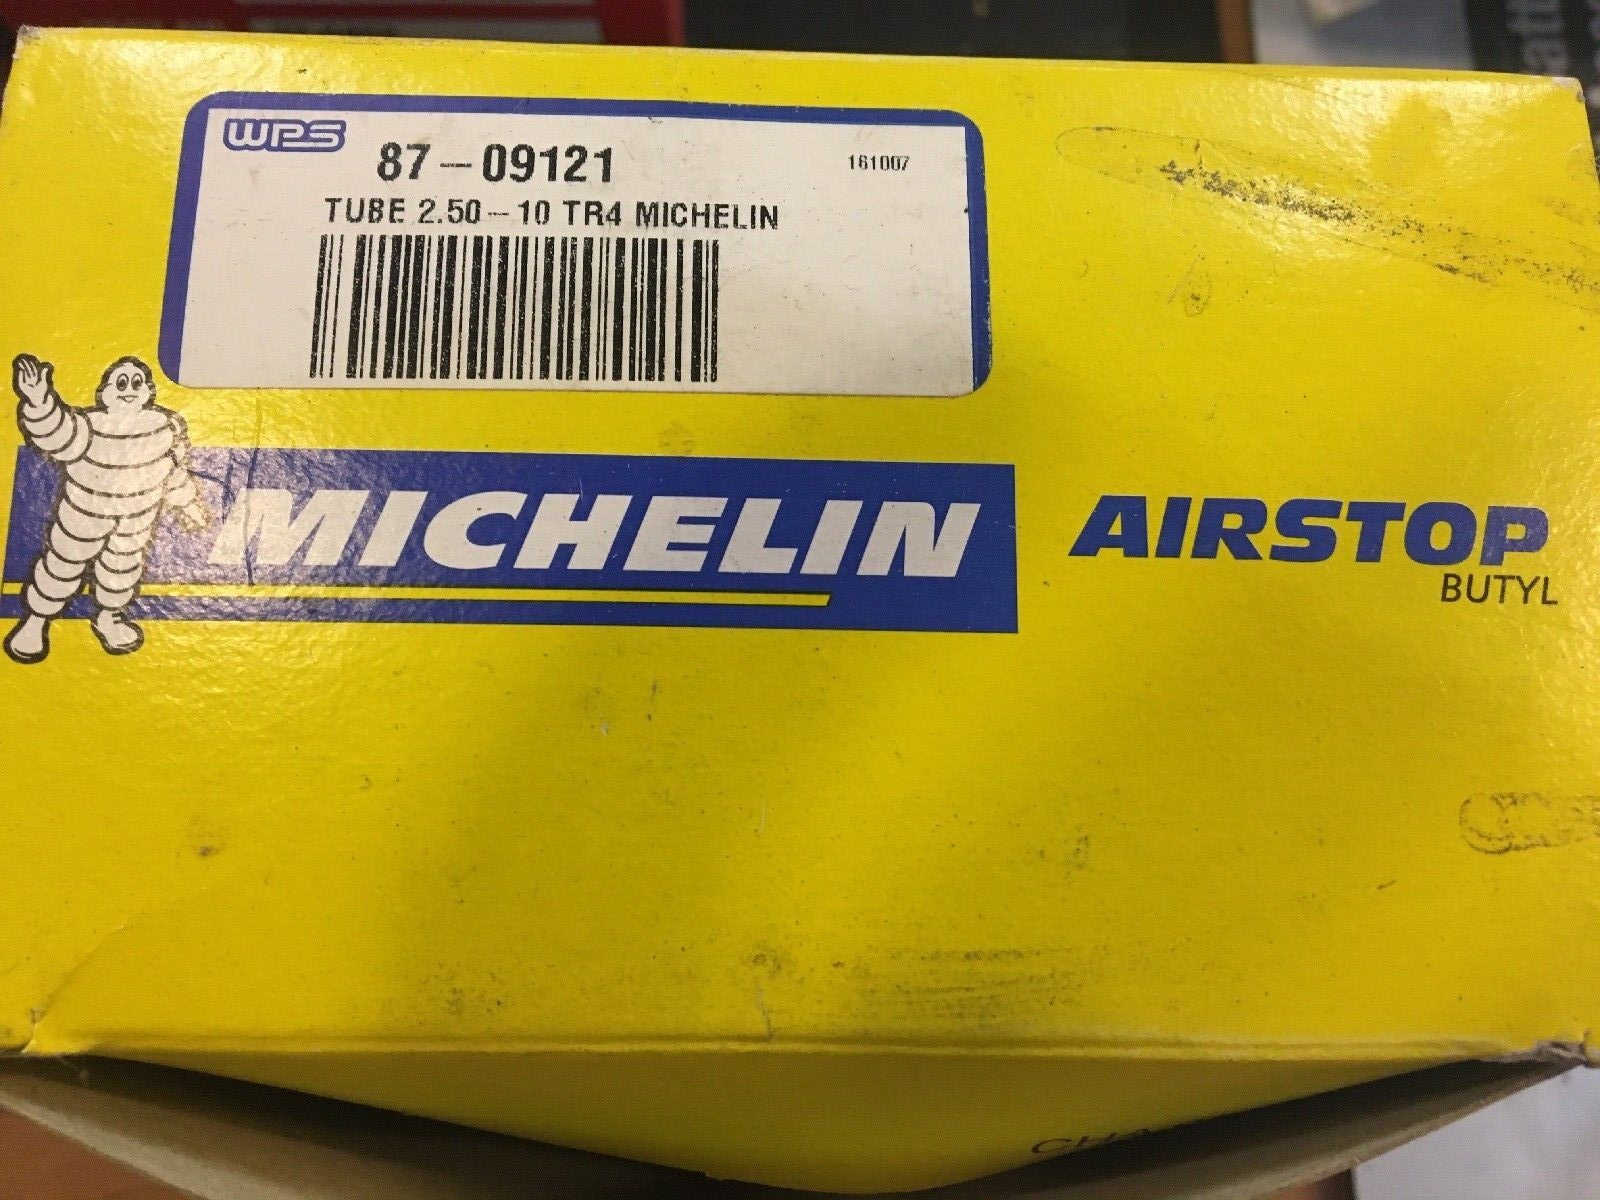 WPS
87-09121
161007
TUBE 2.50-10 TR4 MICHELIN
MICHELIN
AIRSTOP
BUTYL